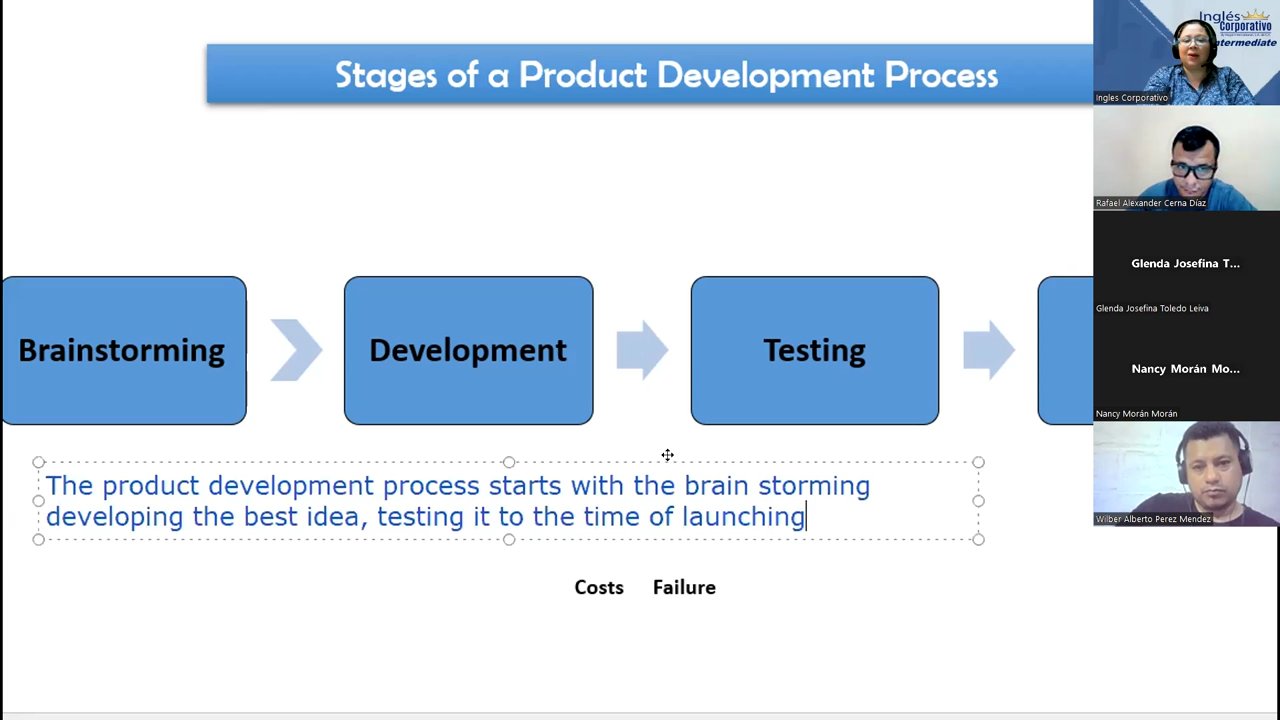 Stages of a Product Development Process
Inglés
Corporativo
Intermediate
Ingles Corporativo
Rafael Alexander Cerna Díaz
Glenda Josefina T...
Glenda Josefina Toledo Leiva
Nancy Morán Mo...
Nancy Morán Morán
Wilber Alberto Perez Mendez
Brainstorming
Development
Testing
The product development process starts with the brain storming
developing the best idea, testing it to the time of launching
Costs Failure